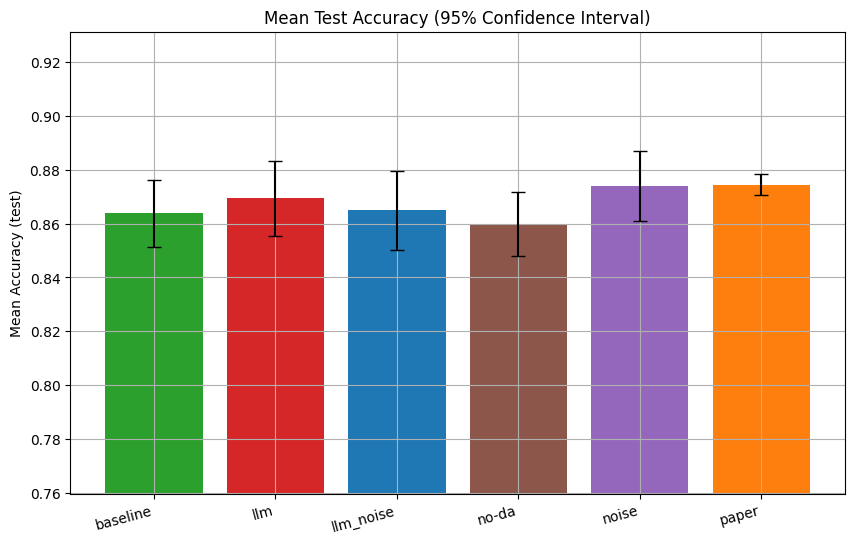 Mean Test Accuracy (95% Confidence Interval)
Mean Accuracy (test)
0.92
0.90
0.88
0.86
0.84
0.82
0.80
0.78
0.76
baseline
llm
llm_noise
no-da
noise
paper